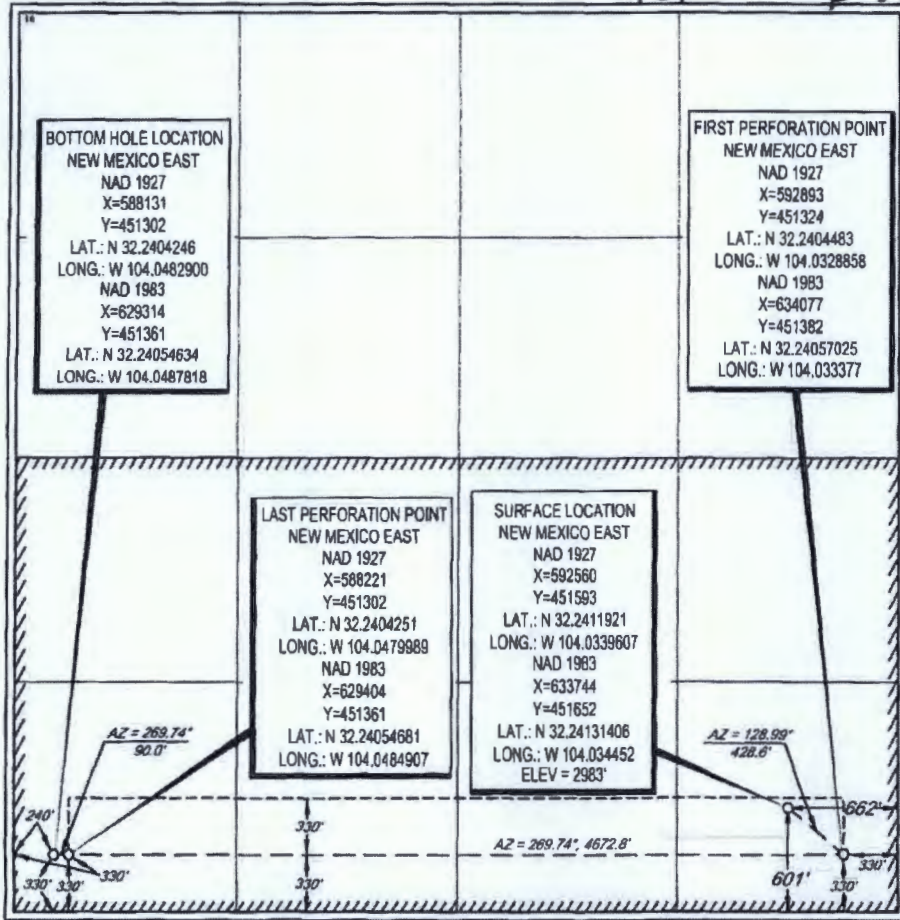 BOTTOM HOLE LOCATION
NEW MEXICO EAST
NAD 1927
X=588131
Y=451302
LAT.: N 32.2404246
LONG.: W 104.0482900
NAD 1983
X=629314
Y=451361
LAT.: N 32.24054634
LONG.: W 104.0487818
FIRST PERFORATION POINT
NEW MEXICO EAST
NAD 1927
X=592893
Y=451324
LAT.: N 32.2404483
LONG.: W 104.0328858
NAD 1983
X=634077
Y=451382
LAT.: N 32.24057025
LONG.: W 104.033377
LAST PERFORATION POINT
NEW MEXICO EAST
NAD 1927
X=588221
Y=451302
LAT.: N 32.2404251
LONG.: W 104.0479989
NAD 1983
X=629404
Y=451361
LAT.: N 32.24054681
LONG.: W 104.0484907
SURFACE LOCATION
NEW MEXICO EAST
NAD 1927
X=592560
Y=451593
LAT.: N 32.2411921
LONG.: W 104.0339607
NAD 1983
X=633744
Y=451652
LAT.: N 32.24131406
LONG.: W 104.034452
ELEV = 2983'
AZ = 269.74°
90.0'
AZ = 128.99°
428.6'
240'
330'
662'
AZ = 269.74°, 4672.8'
330'
330'
330'
330'
330'
601'
330'